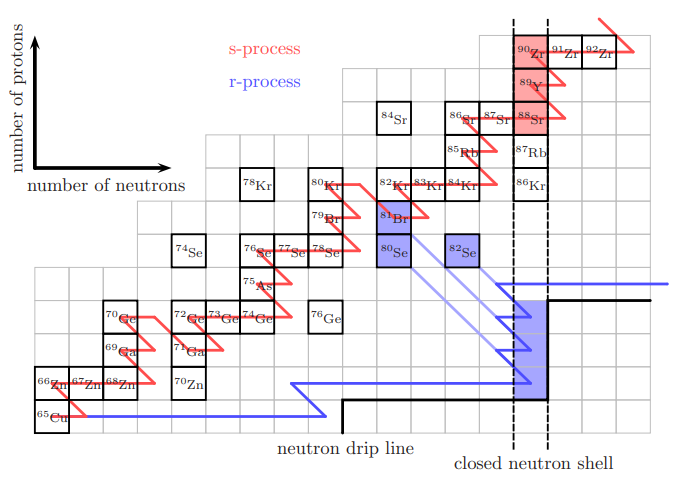 number of protons
number of neutrons
s-process
r-process
⁹⁰Zr ⁹¹Zr ⁹²Zr
⁸⁹Y
⁸⁴Sr ⁸⁶Sr ⁸⁷Sr ⁸⁸Sr
⁸⁵Rb ⁸⁷Rb
⁷⁸Kr ⁸⁰Kr ⁸²Kr ⁸³Kr ⁸⁴Kr ⁸⁶Kr
⁷⁹Br ⁸¹Br
⁷⁴Se ⁷⁶Se ⁷⁷Se ⁷⁸Se ⁸⁰Se ⁸²Se
⁷⁵As
⁷⁰Ge ⁷²Ge ⁷³Ge ⁷⁴Ge ⁷⁶Ge
⁶⁹Ga ⁷¹Ga
⁶⁶Zn ⁶⁷Zn ⁶⁸Zn ⁷⁰Zn
⁶⁵Cu
neutron drip line
closed neutron shell